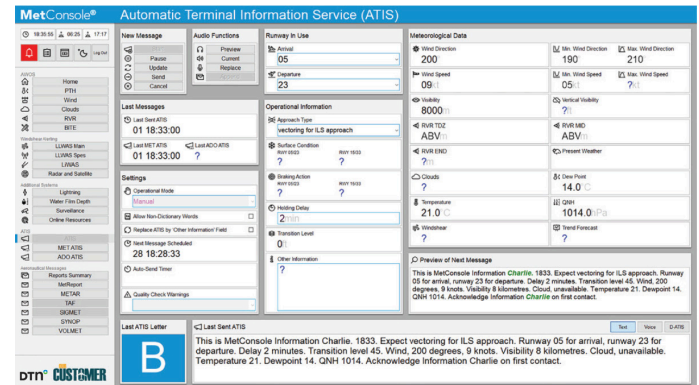 MetConsole® Automatic Terminal Information Service (ATIS)
18:35:55 06:25 17:17
Log Out
AWOS
Home
PTH
Wind
Clouds
RVR
BITE
Windshear Alerting
LLWAS Main
LLWAS Spres
LIWAS
Radar and Satellite
Additional Systems
Lightning
Water Film Depth
Surveillance
Online Resources
ATIS
MET ATIS
ADO ATIS
Aeronautical Messages
Reports Summary
MetReport
METAR
TAF
SIGMET
SYNOP
VOLMET
DTN® CUSTOMER
New Message
Pause
Update
Send
Cancel
Audio Functions
Preview
Current
Replace
Last Messages
Last Sent ATIS
01 18:33:00
Last MET ATIS Last ADO ATIS
01 18:33:00 ?
Settings
Operational Mode
Manual
Allow Non-Dictionary Words
Replace ATIS by 'Other Information' Field
Next Message Scheduled
28 18:28:33
Auto-Send Timer
Quality Check Warnings
Runway In Use
Arrival
05
Departure
23
Operational Information
Approach Type
vectoring for ILS approach
Surface Condition
RWY 05/23 RWY 15/33
? ?
Braking Action
RWY 05/23 RWY 15/33
? ?
Holding Delay
2min
Transition Level
0ft
Other Information
?
Meteorological Data
Wind Direction Min. Wind Direction Max. Wind Direction
200° 190° 210°
Wind Speed Min. Wind Speed Max. Wind Speed
09kt 05kt ?kt
Visibility Vertical Visibility
8000m ?ft
RVR TDZ RVR MID
ABVm ABVm
RVR END Present Weather
?m
Clouds Dew Point
? 14.0°C
Temperature QNH
21.0°C 1014.0hPa
Windshear Trend Forecast
? ?
Preview of Next Message
This is MetConsole Information Charlie. 1833. Expect vectoring for ILS approach. Runway
05 for arrival, runway 23 for departure. Delay 2 minutes. Transition level 45. Wind, 200
degrees, 9 knots. Visibility 8 kilometres. Cloud, unavailable. Temperature 21. Dewpoint 14.
QNH 1014. Acknowledge Information Charlie on first contact.
Last ATIS Letter
B
Last Sent ATIS Text Voice D-ATIS
This is MetConsole Information Charlie. 1833. Expect vectoring for ILS approach. Runway 05 for arrival, runway 23 for
departure. Delay 2 minutes. Transition level 45. Wind, 200 degrees, 9 knots. Visibility 8 kilometres. Cloud, unavailable.
Temperature 21. Dewpoint 14. QNH 1014. Acknowledge Information Charlie on first contact.